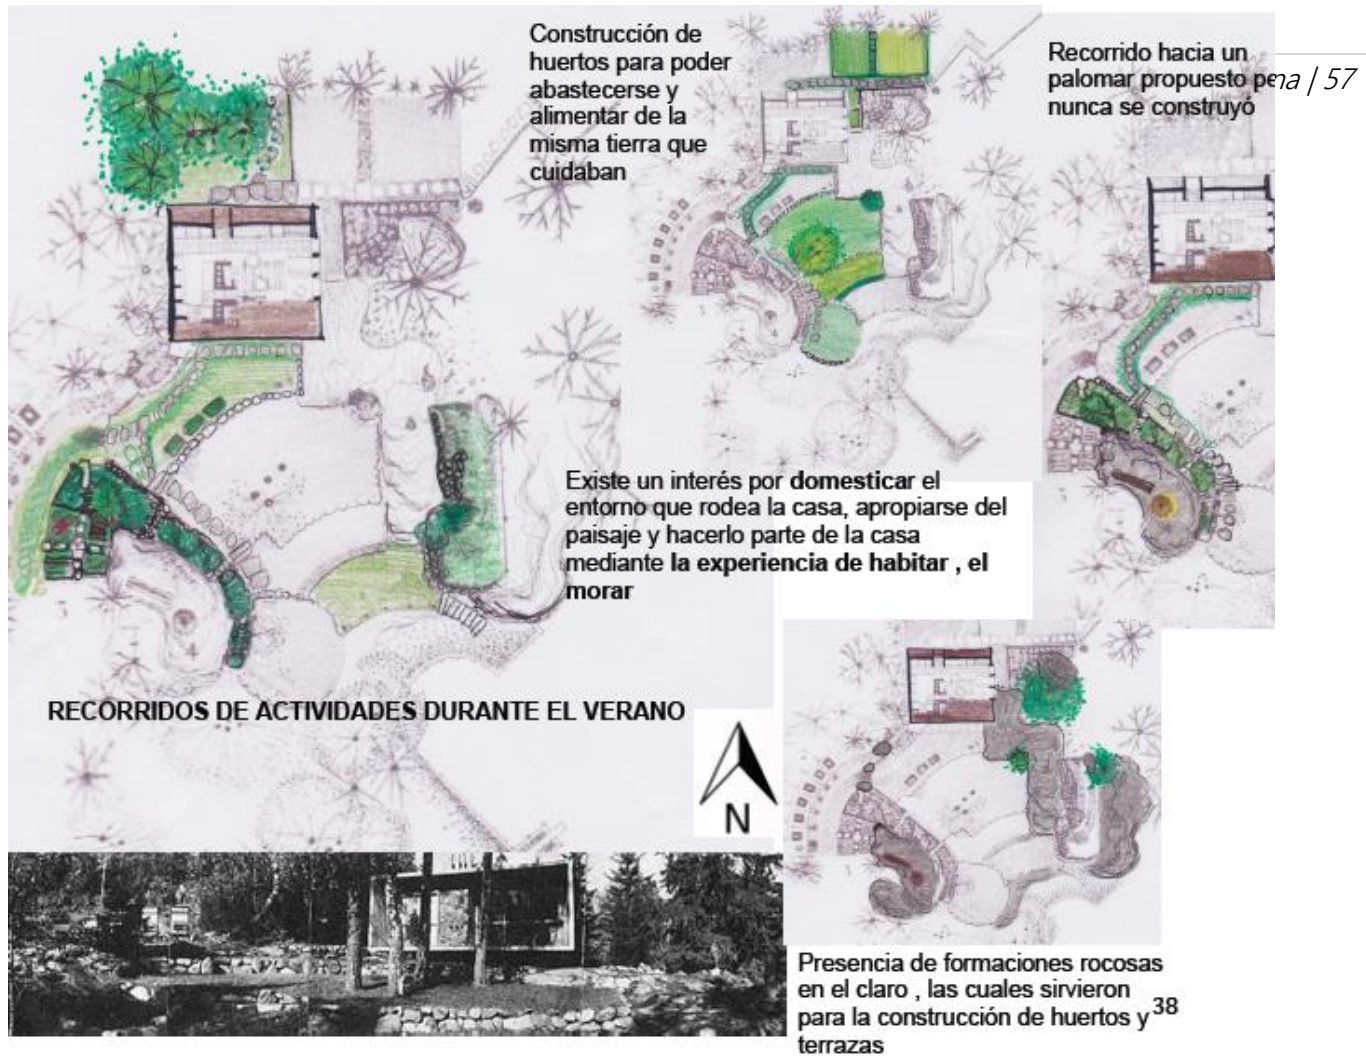 Construcción de
huertos para poder
abastecerse y
alimentar de la
misma tierra que
cuidaban
Recorrido hacia un
palomar propuesto pe
nunca se construyó
na | 57
Existe un interés por domesticar el
entorno que rodea la casa, apropiarse del
paisaje y hacerlo parte de la casa
mediante la experiencia de habitar , el
morar
RECORRIDOS DE ACTIVIDADES DURANTE EL VERANO
N
Presencia de formaciones rocosas
en el claro , las cuales sirvieron
para la construcción de huertos y 38
terrazas